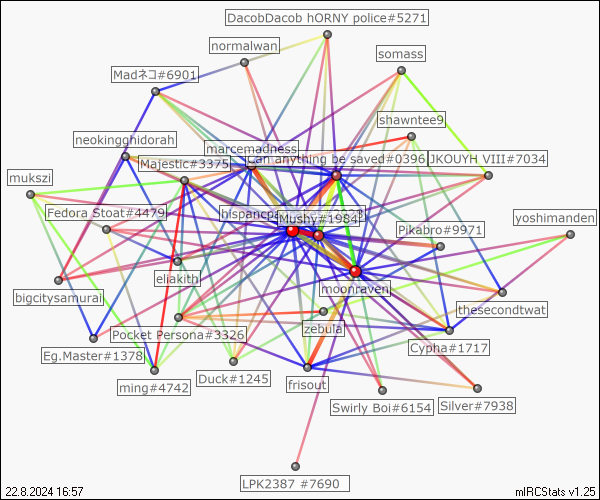 DacobDacob hORNY police#5271
normalwan
somass
Madネコ#6901
shawntee9
neokingghidorah
marcemadness
Majestic#3375
Can anything be saved#0396
JKOUYH VIII#7034
mukszi
Fedora Stoat#4479
Mushy#1984
yoshimanden
Pikabro#9971
eliakith
moonraven
bigcitysamurai
thesecondtwat
zebula
Pocket Persona#3326
Cypha#1717
Eg.Master#1378
ming#4742
Duck#1245
frisout
Swirly Boi#6154
Silver#7938
LPK2387 #7690
22.8.2024 16:57
mIRCStats v1.25